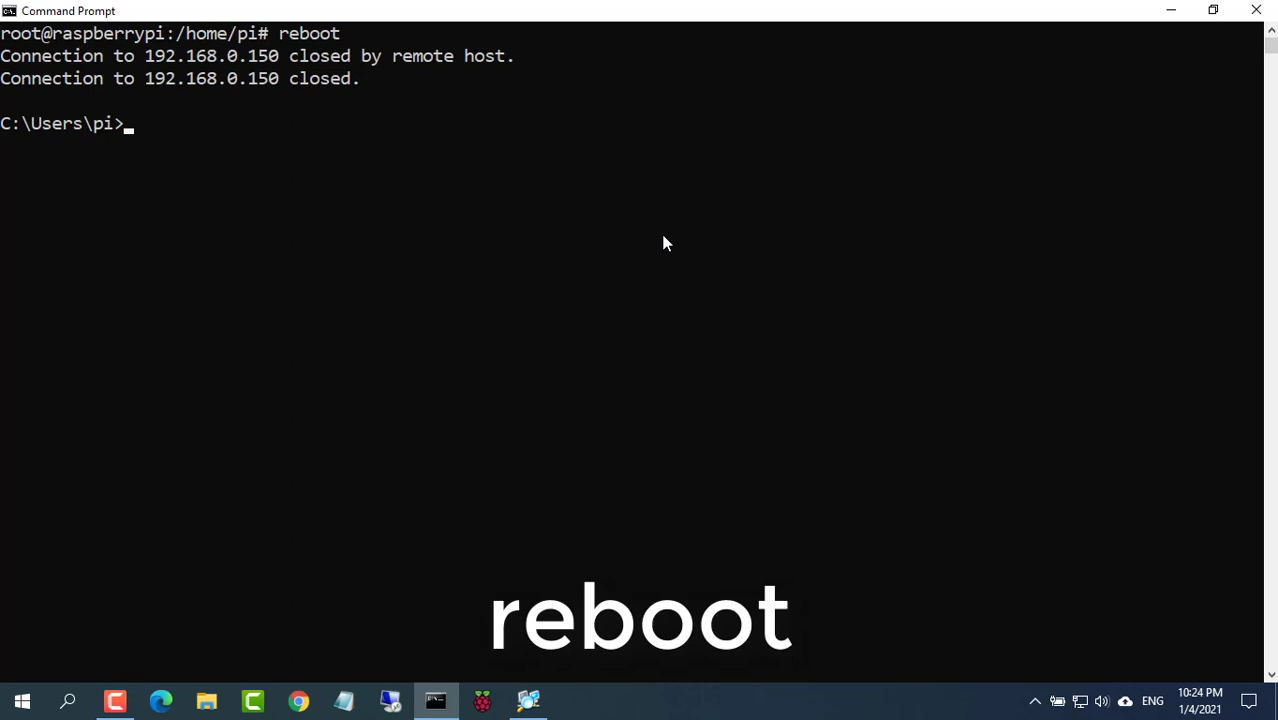 Command Prompt
root@raspberrypi:/home/pi# reboot
Connection to 192.168.0.150 closed by remote host.
Connection to 192.168.0.150 closed.
C:\Users\pi>
reboot
ENG
10:24 PM
1/4/2021